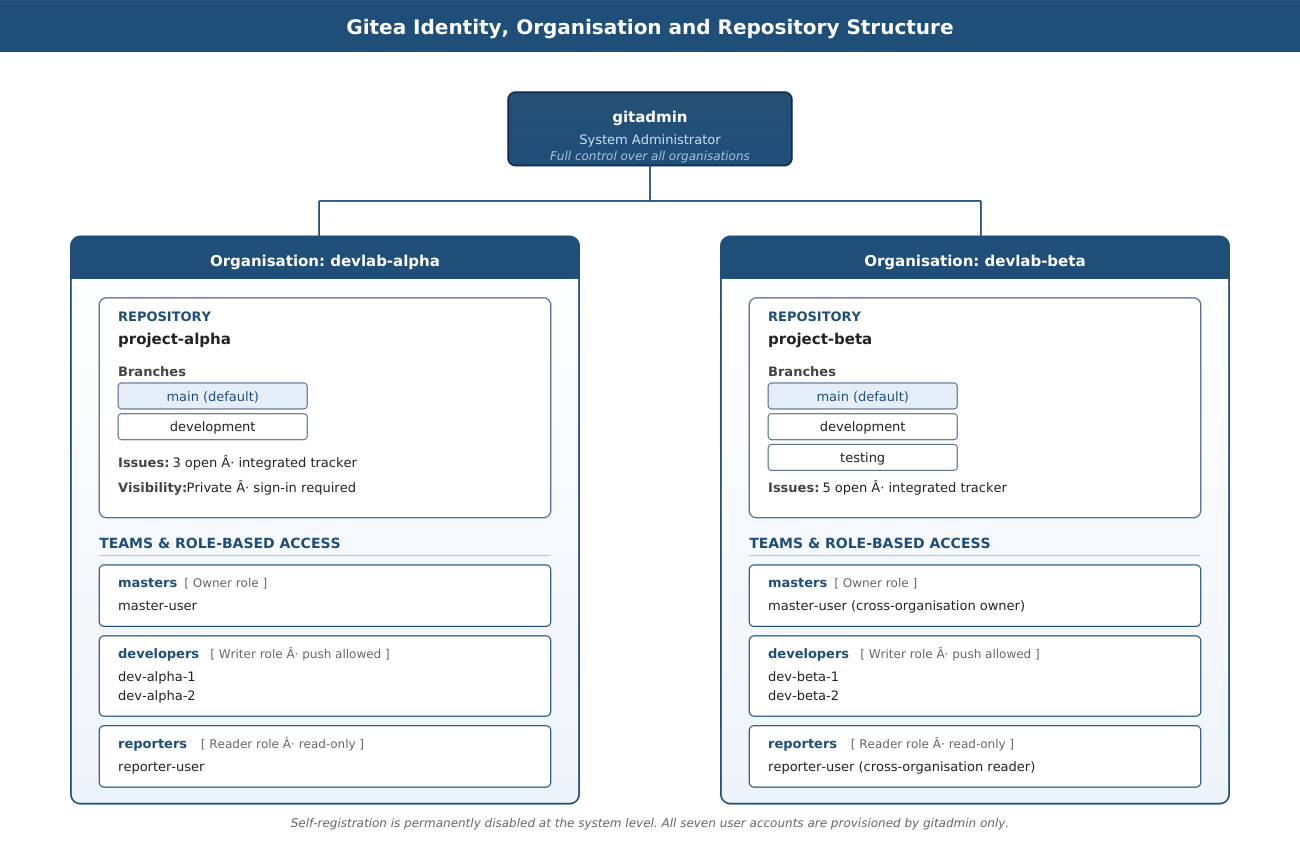 Gitea Identity, Organisation and Repository Structure
gitadmin
System Administrator
Full control over all organisations
Organisation: devlab-alpha
REPOSITORY
project-alpha
Branches
main (default)
development
Issues: 3 open Â· integrated tracker
Visibility:Private Â· sign-in required
TEAMS & ROLE-BASED ACCESS
masters [ Owner role ]
master-user
developers [ Writer role Â· push allowed ]
dev-alpha-1
dev-alpha-2
reporters [ Reader role Â· read-only ]
reporter-user
Organisation: devlab-beta
REPOSITORY
project-beta
Branches
main (default)
development
testing
Issues: 5 open Â· integrated tracker
TEAMS & ROLE-BASED ACCESS
masters [ Owner role ]
master-user (cross-organisation owner)
developers [ Writer role Â· push allowed ]
dev-beta-1
dev-beta-2
reporters [ Reader role Â· read-only ]
reporter-user (cross-organisation reader)
Self-registration is permanently disabled at the system level. All seven user accounts are provisioned by gitadmin only.